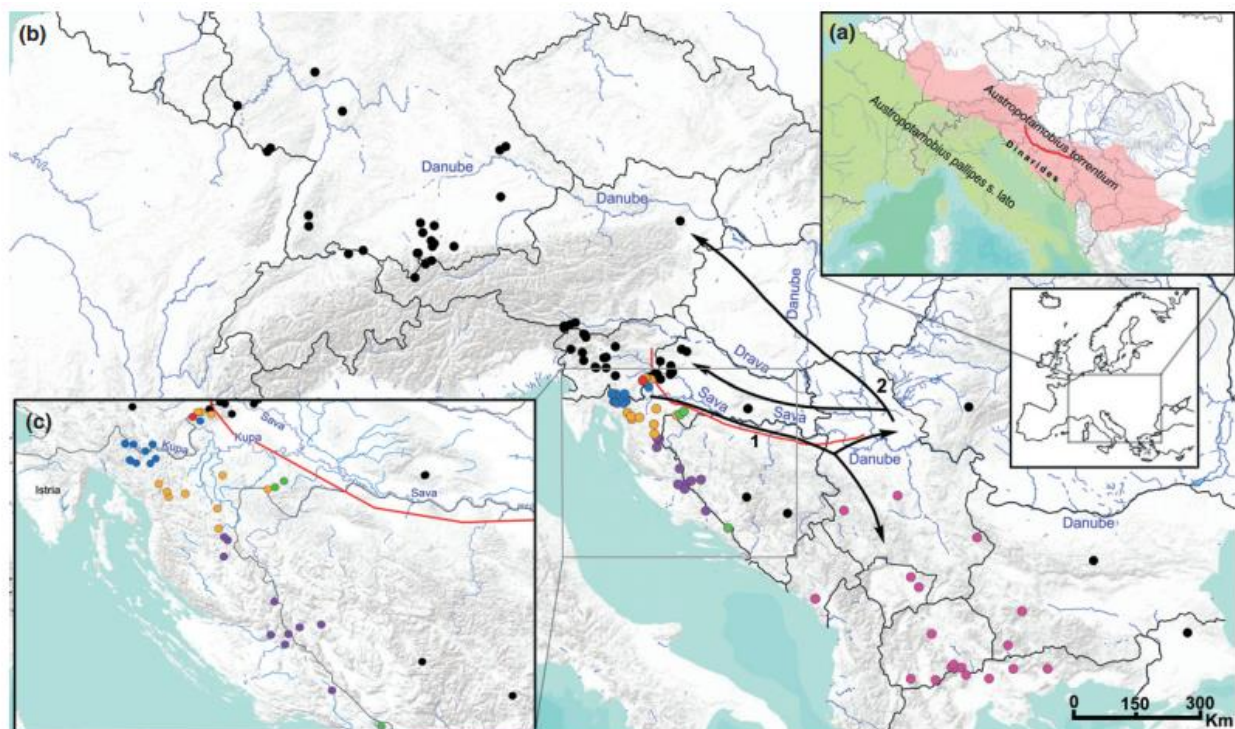 (b)
(a)
Austropotamobius torrentium
Dinarides
Austropotamobius pallipes s. lato
Danube
Danube
Danube
Drava
2
Sava
Sava
1
Danube
Danube
(c)
Sava
Kupa
Kupa
Istria
Sava
0 150 300
Km